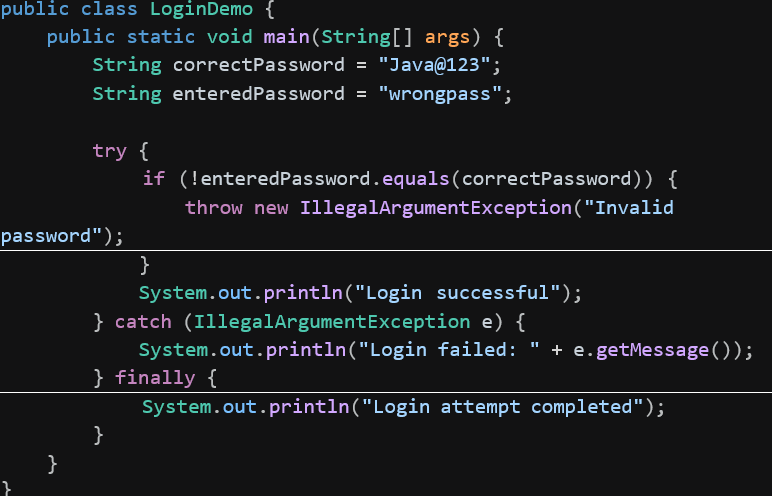 public class LoginDemo {
    public static void main(String[] args) {
        String correctPassword = "Java@123";
        String enteredPassword = "wrongpass";

        try {
            if (!enteredPassword.equals(correctPassword)) {
                throw new IllegalArgumentException("Invalid
password");
            }
            System.out.println("Login successful");
        } catch (IllegalArgumentException e) {
            System.out.println("Login failed: " + e.getMessage());
        } finally {
            System.out.println("Login attempt completed");
        }
    }
}